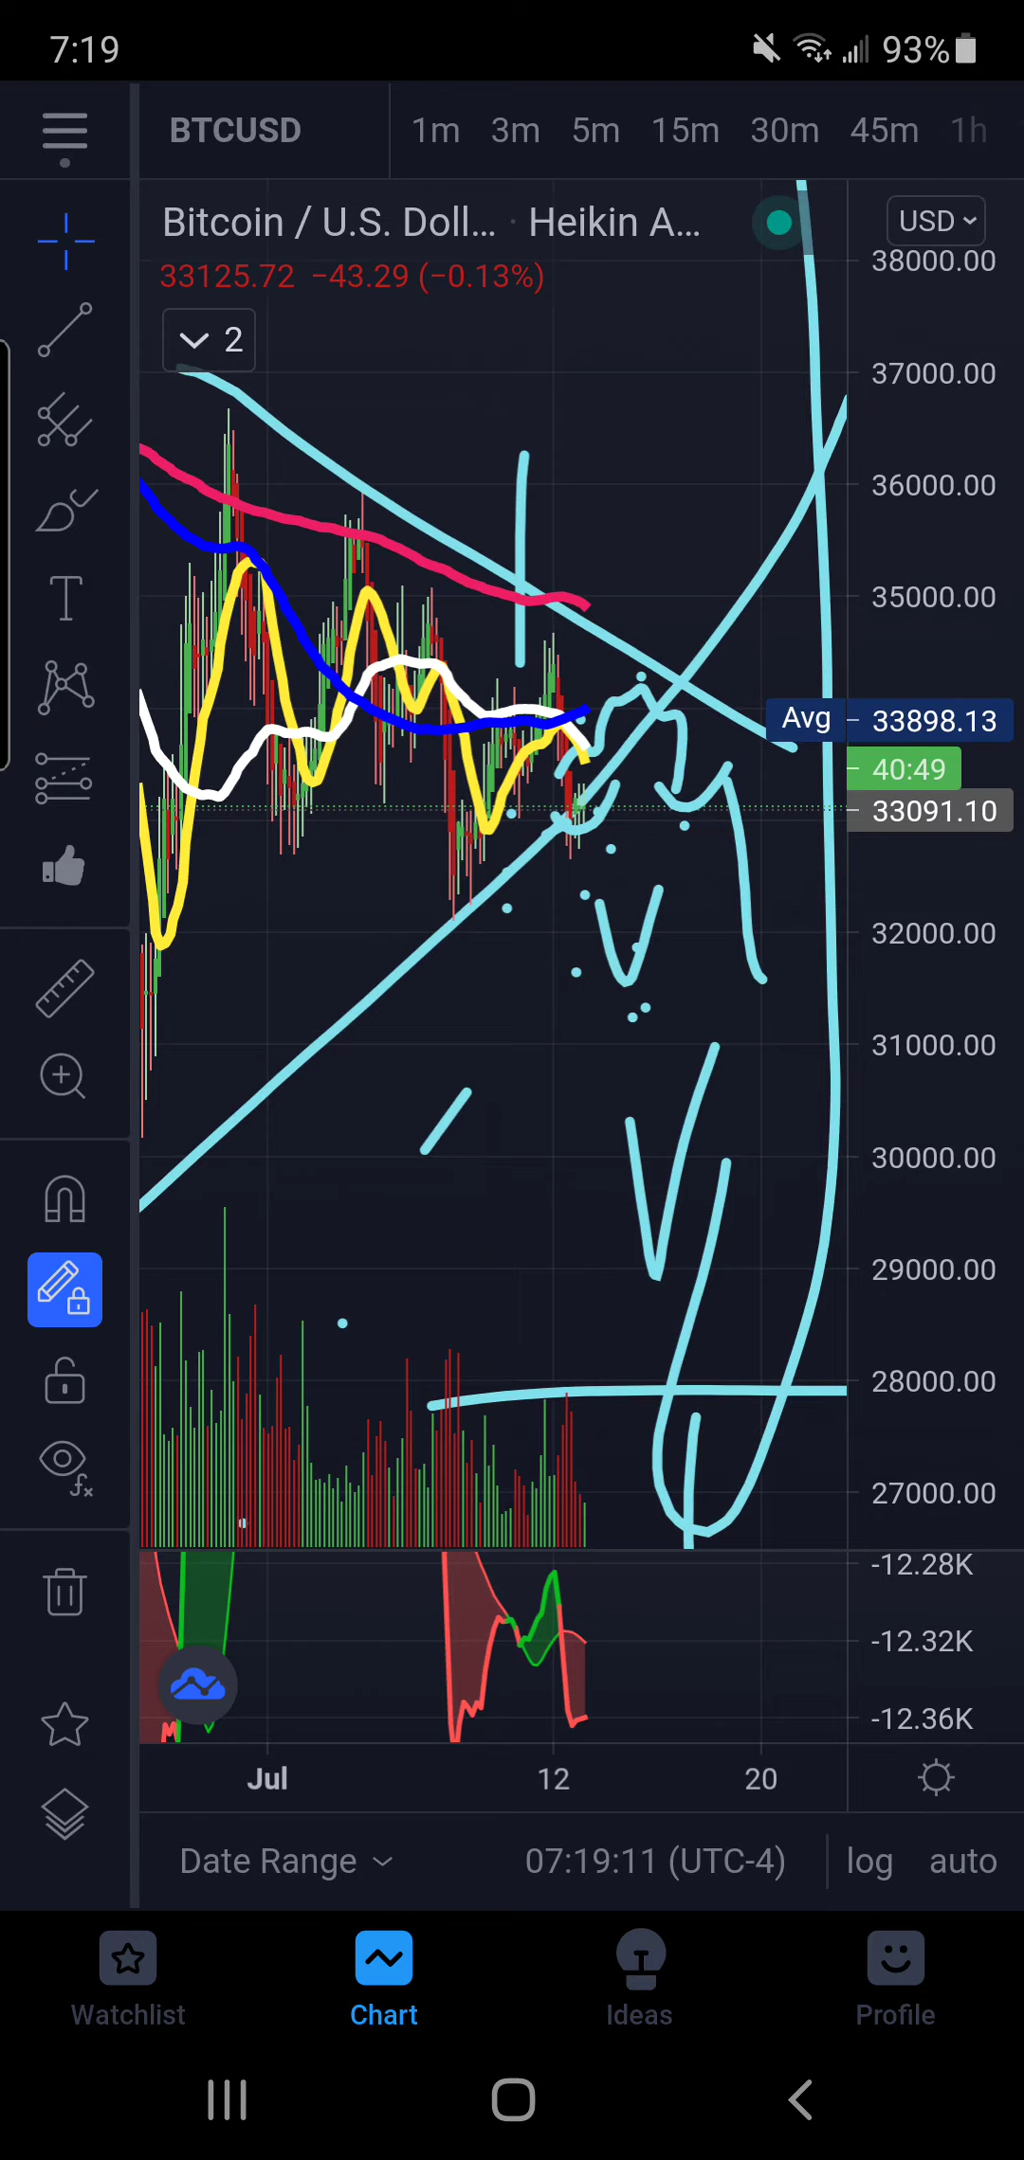 7:19 93%
BTCUSD 1m 3m 5m 15m 30m 45m 1h
Bitcoin / U.S. Doll... · Heikin A... USD
33125.72 −43.29 (−0.13%)
2
38000.00
37000.00
36000.00
35000.00
Avg 33898.13
40:49
33091.10
32000.00
31000.00
30000.00
29000.00
28000.00
27000.00
-12.28K
-12.32K
-12.36K
Jul 12 20
Date Range 07:19:11 (UTC-4) log auto
Watchlist Chart Ideas Profile